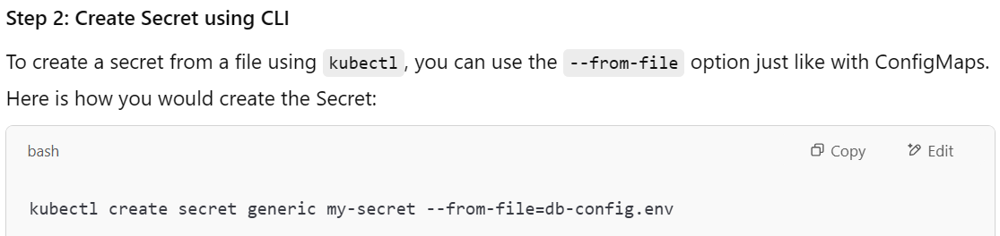 Step 2: Create Secret using CLI
To create a secret from a file using kubectl, you can use the --from-file option just like with ConfigMaps.
Here is how you would create the Secret:
bash
Copy
Edit
kubectl create secret generic my-secret --from-file=db-config.env